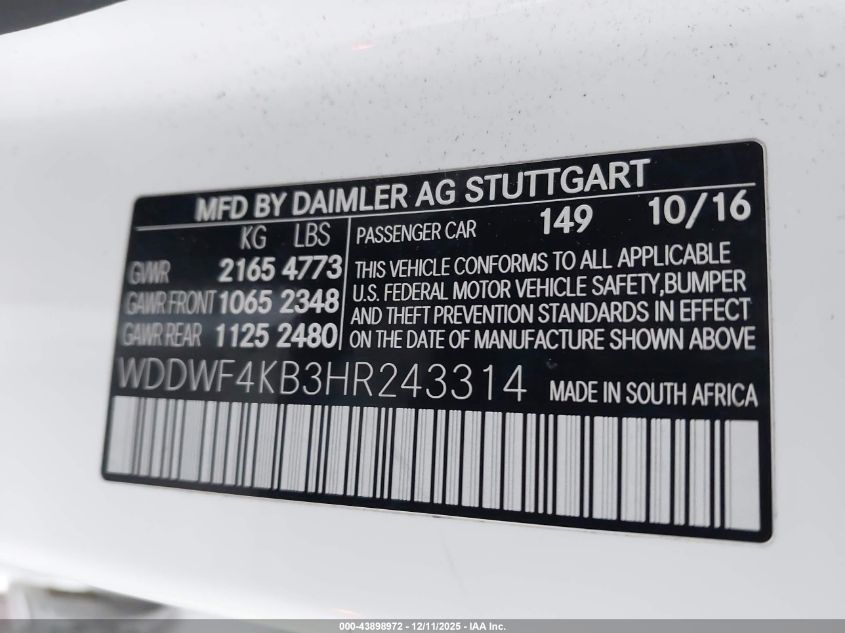 MFD BY DAIMLER AG STUTTGART
KG LBS
GVWR 2165 4773
GAWR FRONT 1065 2348
GAWR REAR 1125 2480
PASSENGER CAR 149 10/16
THIS VEHICLE CONFORMS TO ALL APPLICABLE
U.S. FEDERAL MOTOR VEHICLE SAFETY,BUMPER
AND THEFT PREVENTION STANDARDS IN EFFECT
ON THE DATE OF MANUFACTURE SHOWN ABOVE
WDDWF4KB3HR243314 MADE IN SOUTH AFRICA
000-43898972 - 12/11/2025 - IAA Inc.